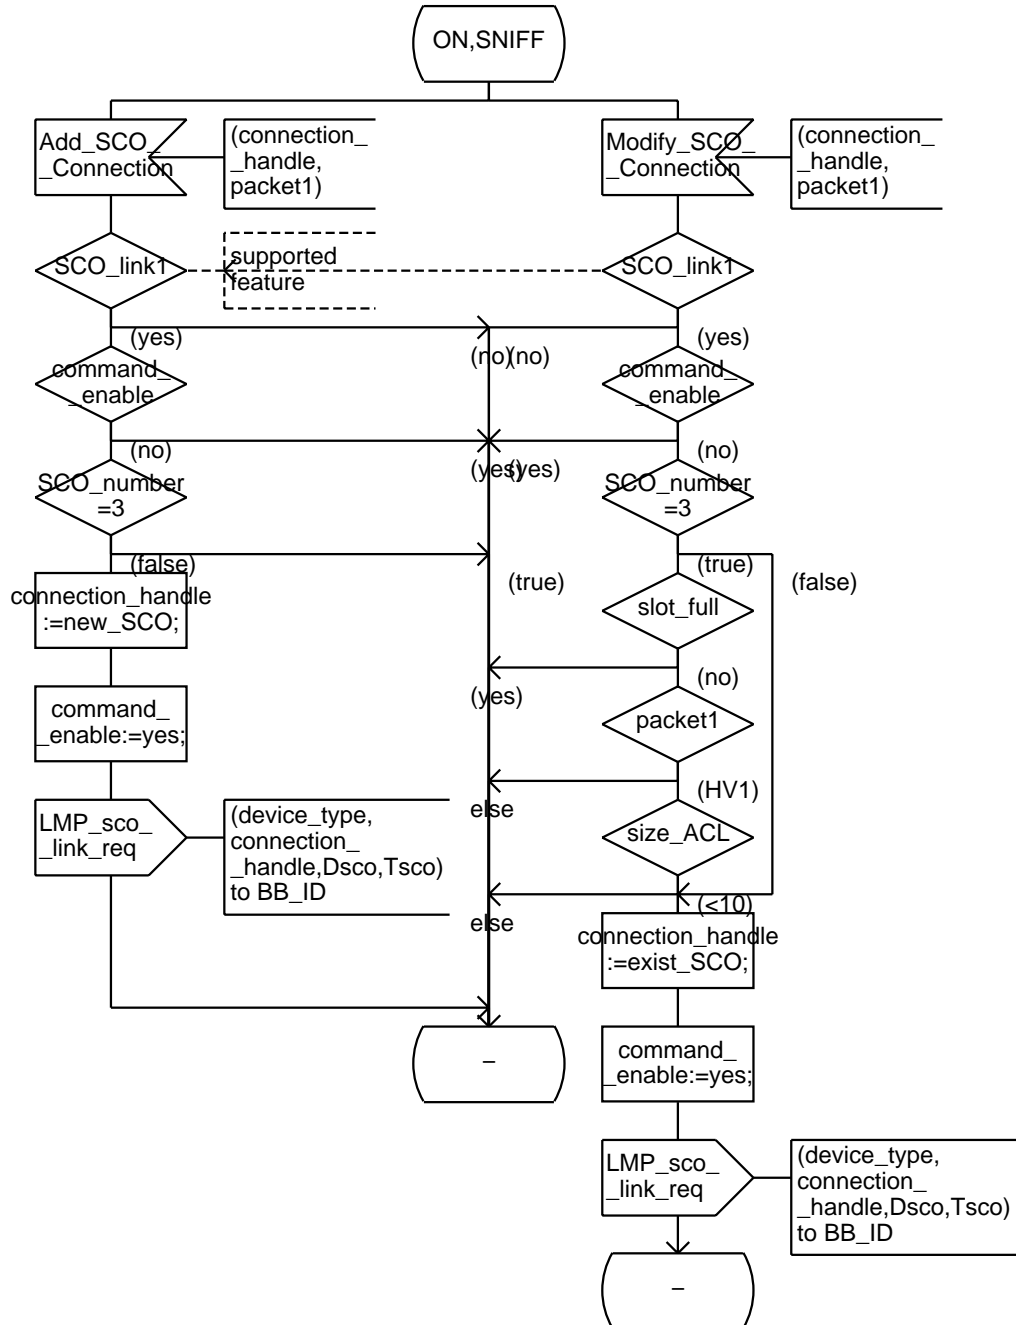 ON,SNIFF
Add_SCO_
_Connection
(connection_
_handle,
packet1)
Modify_SCO_
_Connection
(connection_
_handle,
packet1)
SCO_link1
supported
feature
SCO_link1
(yes)
(no)
(no)
(yes)
command_
_enable
command_
_enable
(no)
(yes)
(yes)
(no)
SCO_number
=3
SCO_number
=3
(false)
(true)
(true)
(false)
connection_handle
:=new_SCO;
slot_full
(yes)
(no)
command_
_enable:=yes;
packet1
else
(HV1)
LMP_sco_
_link_req
(device_type,
connection_
_handle,Dsco,Tsco)
to BB_ID
size_ACL
else
(<10)
connection_handle
:=exist_SCO;
–
command_
_enable:=yes;
LMP_sco_
_link_req
(device_type,
connection_
_handle,Dsco,Tsco)
to BB_ID
–